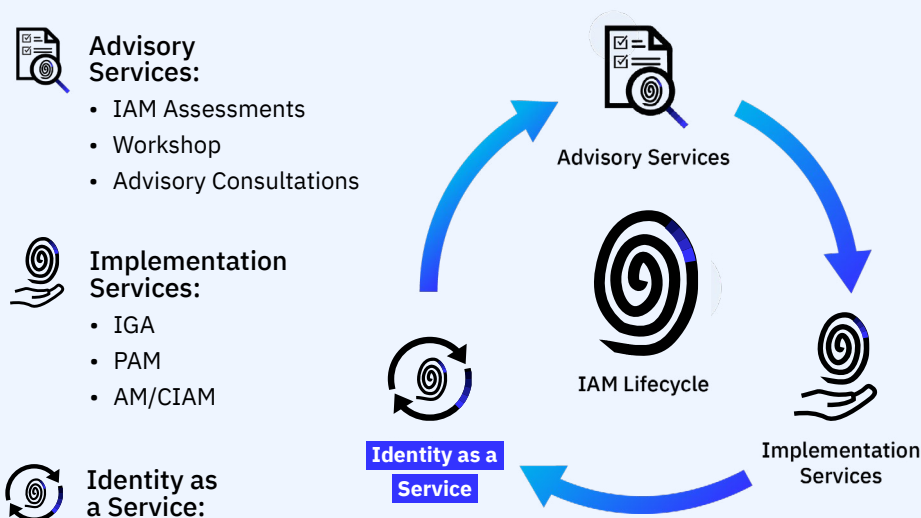 Advisory
Services:
• IAM Assessments
• Workshop
• Advisory Consultations
Implementation
Services:
• IGA
• PAM
• AM/CIAM
Identity as
a Service:
Advisory Services
IAM Lifecycle
Implementation
Services
Identity as a
Service